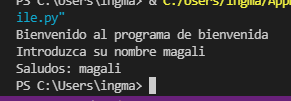 PS C:\Users\ingma> & C:/Users/ingma/App
ile.py"
Bienvenido al programa de bienvenida
Introduzca su nombre magali
Saludos: magali
PS C:\Users\ingma>